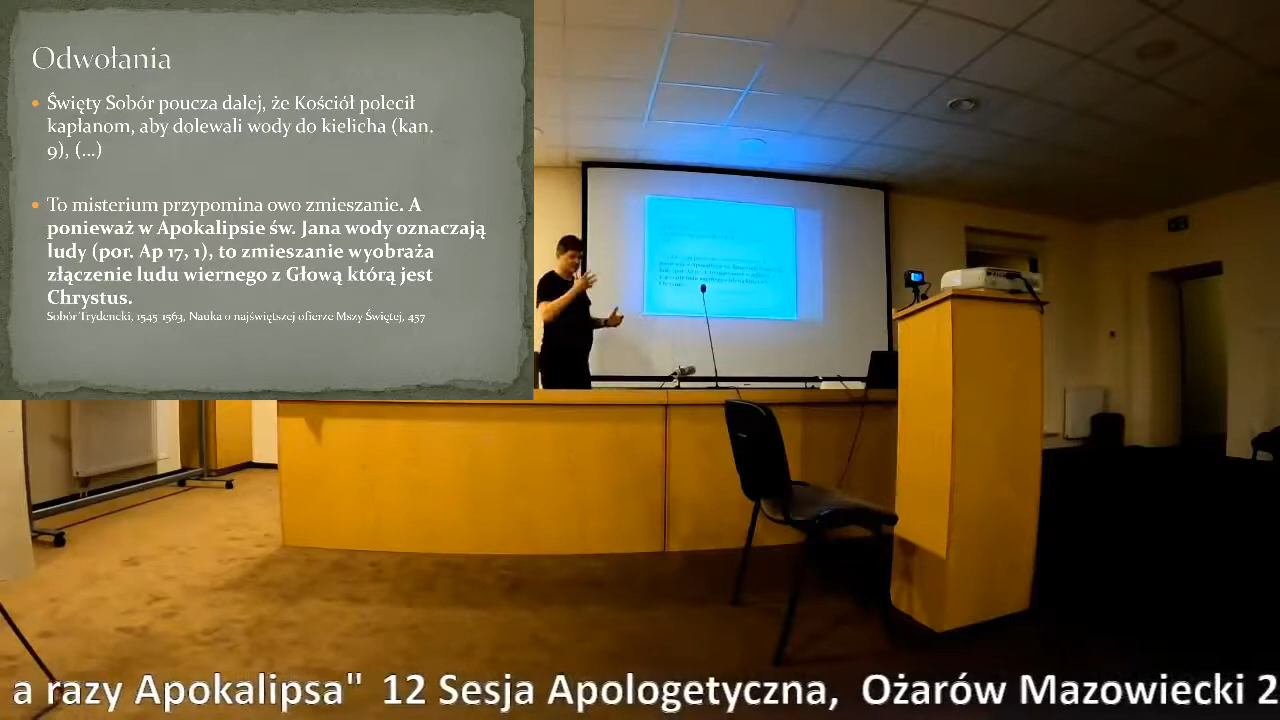 Odwołania
• Święty Sobór poucza dalej, że Kościół polecił
kapłanom, aby dolewali wody do kielicha (kan.
9), (...)
• To misterium przypomina owo zmieszanie. A
ponieważ w Apokalipsie św. Jana wody oznaczają
ludy (por. Ap 17, 1), to zmieszanie wyobraża
złączenie ludu wiernego z Głową którą jest
Chrystus.
Sobór Trydencki, 1545 1563, Nauka o najświętszej ofierze Mszy Świętej, 457
a razy Apokalipsa" 12 Sesja Apologetyczna, Ożarów Mazowiecki 2